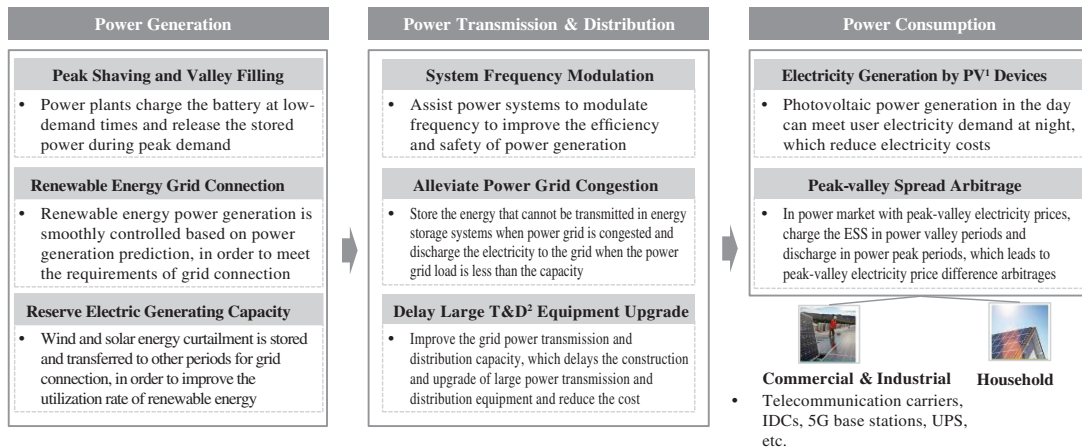 Power Generation
Peak Shaving and Valley Filling
• Power plants charge the battery at low-
demand times and release the stored
power during peak demand
Renewable Energy Grid Connection
• Renewable energy power generation is
smoothly controlled based on power
generation prediction, in order to meet
the requirements of grid connection
Reserve Electric Generating Capacity
• Wind and solar energy curtailment is stored
and transferred to other periods for grid
connection, in order to improve the
utilization rate of renewable energy
Power Transmission & Distribution
System Frequency Modulation
• Assist power systems to modulate
frequency to improve the efficiency
and safety of power generation
Alleviate Power Grid Congestion
• Store the energy that cannot be transmitted in energy
storage systems when power grid is congested and
discharge the electricity to the grid when the power
grid load is less than the capacity
Delay Large T&D² Equipment Upgrade
• Improve the grid power transmission and
distribution capacity, which delays the construction
and upgrade of large power transmission and
distribution equipment and reduce the cost
Power Consumption
Electricity Generation by PV¹ Devices
• Photovoltaic power generation in the day
can meet user electricity demand at night,
which reduce electricity costs
Peak-valley Spread Arbitrage
• In power market with peak-valley electricity prices,
charge the ESS in power valley periods and
discharge in power peak periods, which leads to
peak-valley electricity price difference arbitrages
Commercial & Industrial
• Telecommunication carriers,
IDCs, 5G base stations, UPS,
etc.
Household